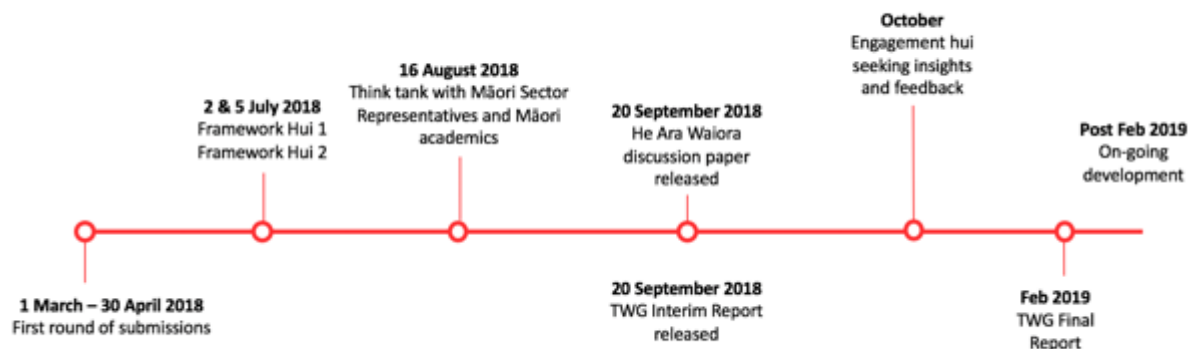 1 March – 30 April 2018
First round of submissions
2 & 5 July 2018
Framework Hui 1
Framework Hui 2
16 August 2018
Think tank with Māori Sector
Representatives and Māori
academics
20 September 2018
He Ara Waiora
discussion paper
released
20 September 2018
TWG Interim Report
released
October
Engagement hui
seeking insights
and feedback
Feb 2019
TWG Final
Report
Post Feb 2019
On-going
development